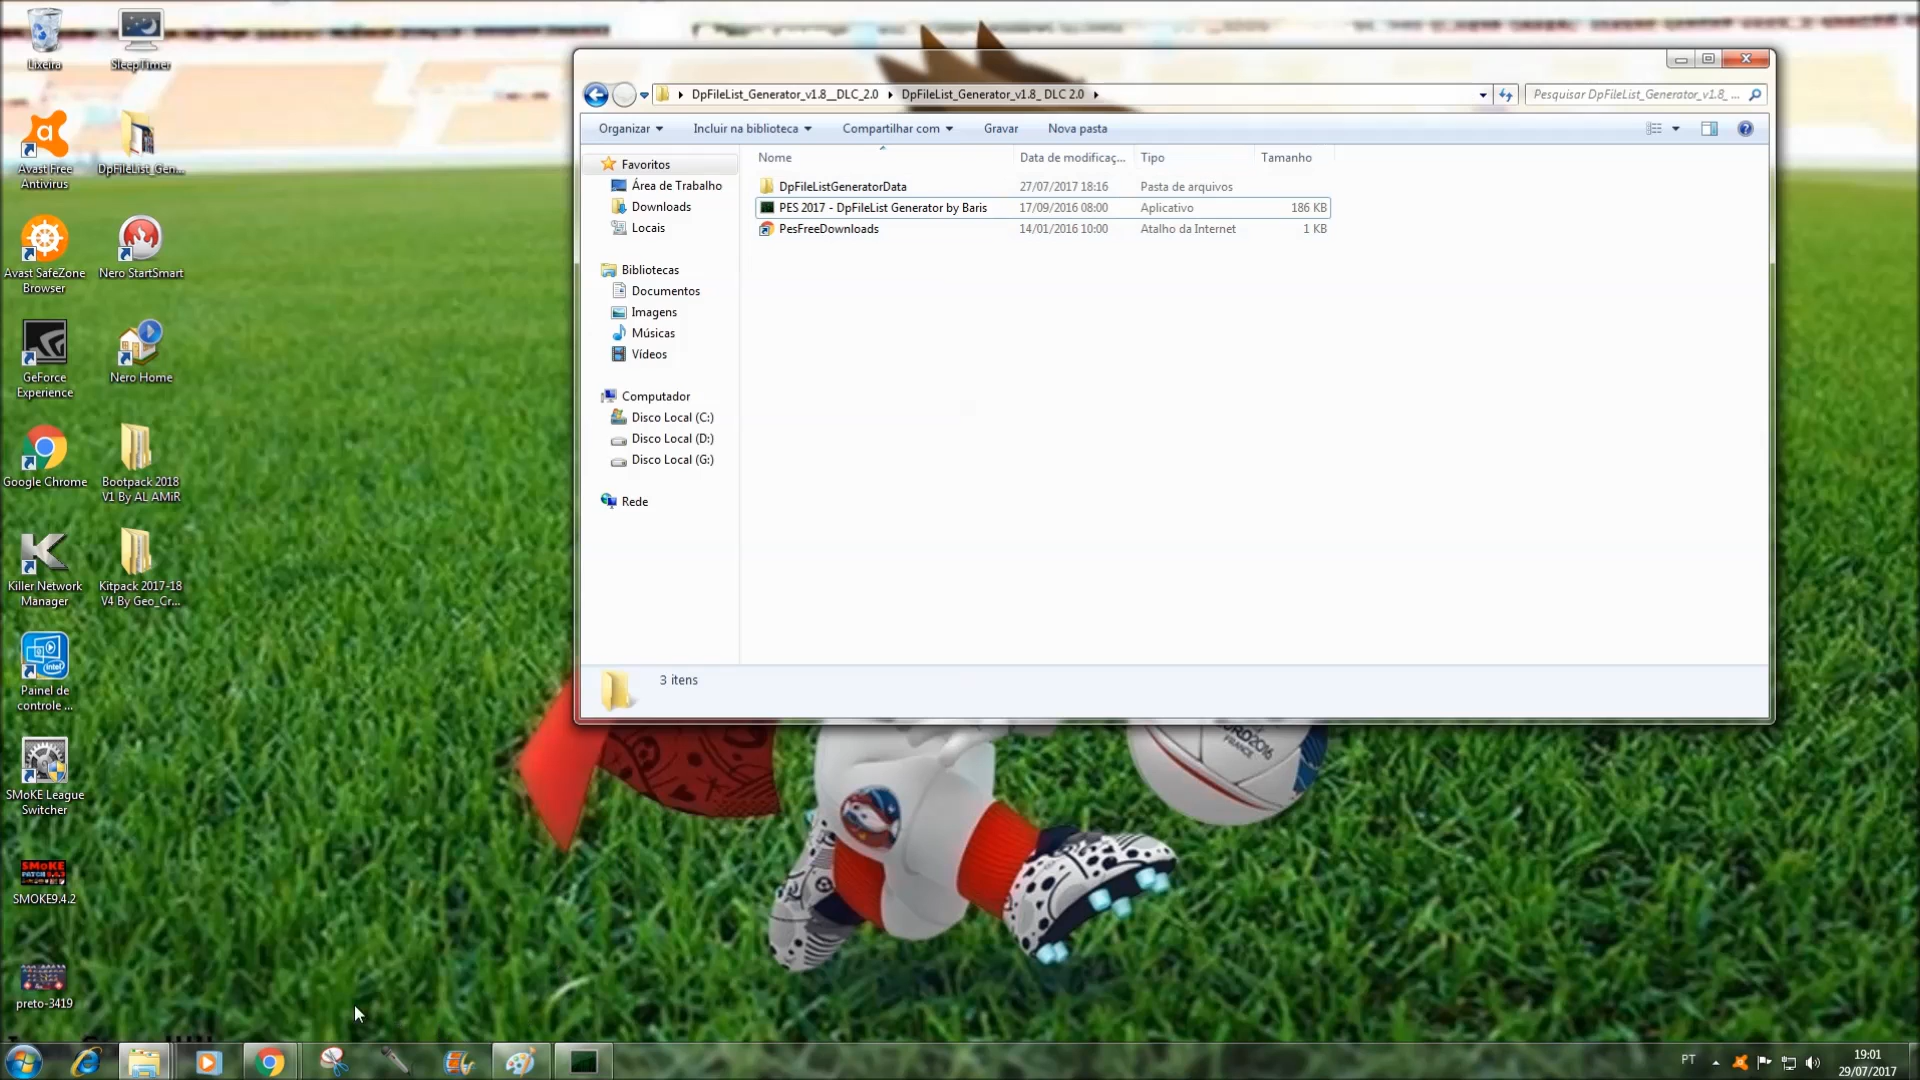 Lixeira
SleepTimer
Avast Free
Antivirus
DpFileList_Gen...
Avast SafeZone
Browser
Nero StartSmart
GeForce
Experience
Nero Home
Google Chrome
Bootpack 2018
V1 By AL AMiR
Killer Network
Manager
Kitpack 2017-18
V4 By Geo_Cr...
Painel de
controle ...
SMoKE League
Switcher
SMOKE9.4.2
preto-3419
DpFileList_Generator_v1.8__DLC_2.0
DpFileList_Generator_v1.8_ DLC 2.0
Pesquisar DpFileList_Generator_v1.8_ ...
Organizar
Incluir na biblioteca
Compartilhar com
Gravar
Nova pasta
Favoritos
Área de Trabalho
Downloads
Locais
Bibliotecas
Documentos
Imagens
Músicas
Vídeos
Computador
Disco Local (C:)
Disco Local (D:)
Disco Local (G:)
Rede
Nome
Data de modificaç...
Tipo
Tamanho
DpFileListGeneratorData
27/07/2017 18:16
Pasta de arquivos
PES 2017 - DpFileList Generator by Baris
17/09/2016 08:00
Aplicativo
186 KB
PesFreeDownloads
14/01/2016 10:00
Atalho da Internet
1 KB
3 itens
FRANCE
PT
19:01
29/07/2017